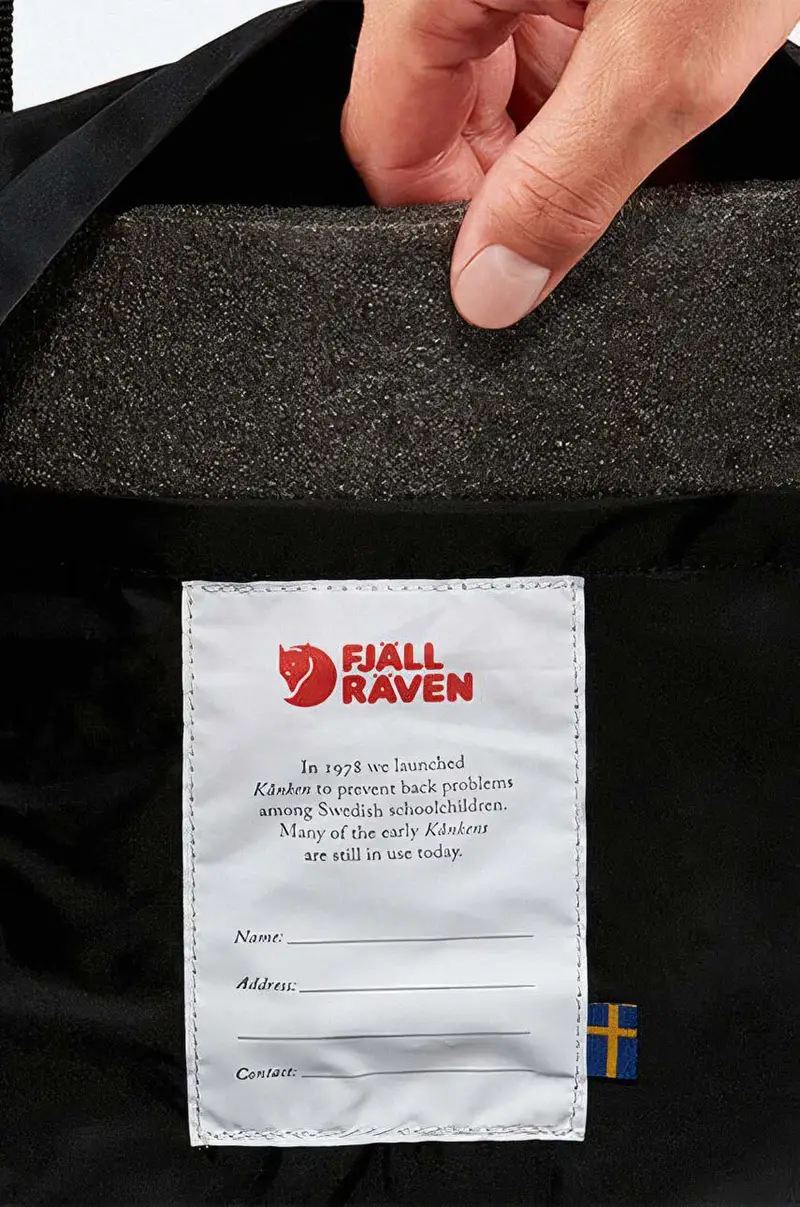 FJÄLL
RÄVEN
In 1978 we launched
Kånken to prevent back problems
among Swedish schoolchildren.
Many of the early Kånkens
are still in use today.
Name:
Address:
Contact: